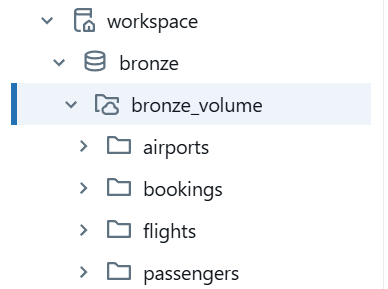 workspace
bronze
bronze_volume
airports
bookings
flights
passengers